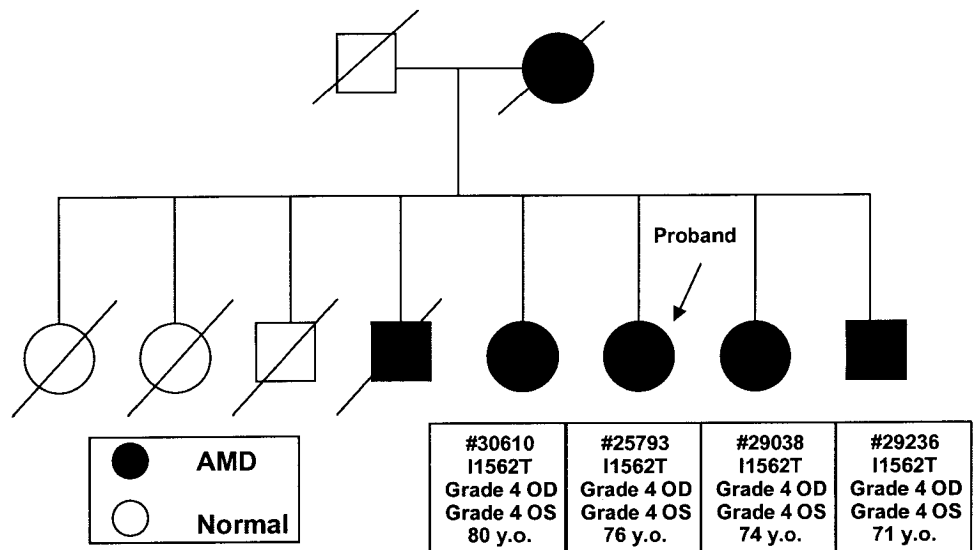 Proband
AMD
Normal
#30610
I1562T
Grade 4 OD
Grade 4 OS
80 y.o.
#25793
I1562T
Grade 4 OD
Grade 4 OS
76 y.o.
#29038
I1562T
Grade 4 OD
Grade 4 OS
74 y.o.
#29236
I1562T
Grade 4 OD
Grade 4 OS
71 y.o.